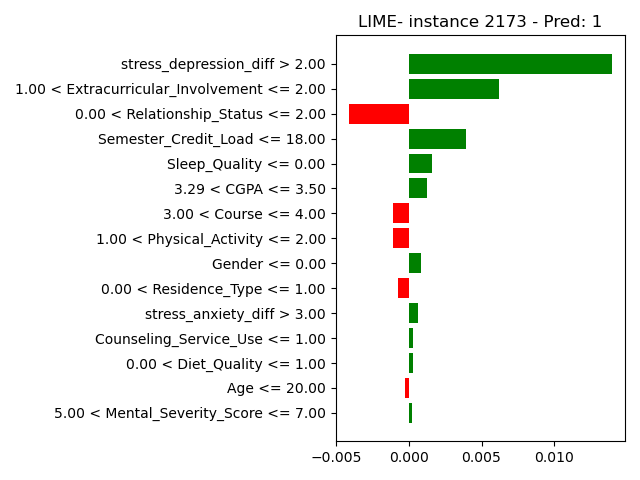 LIME- instance 2173 - Pred: 1
stress_depression_diff > 2.00
1.00 < Extracurricular_Involvement <= 2.00
0.00 < Relationship_Status <= 2.00
Semester_Credit_Load <= 18.00
Sleep_Quality <= 0.00
3.29 < CGPA <= 3.50
3.00 < Course <= 4.00
1.00 < Physical_Activity <= 2.00
Gender <= 0.00
0.00 < Residence_Type <= 1.00
stress_anxiety_diff > 3.00
Counseling_Service_Use <= 1.00
0.00 < Diet_Quality <= 1.00
Age <= 20.00
5.00 < Mental_Severity_Score <= 7.00
−0.005 0.000 0.005 0.010